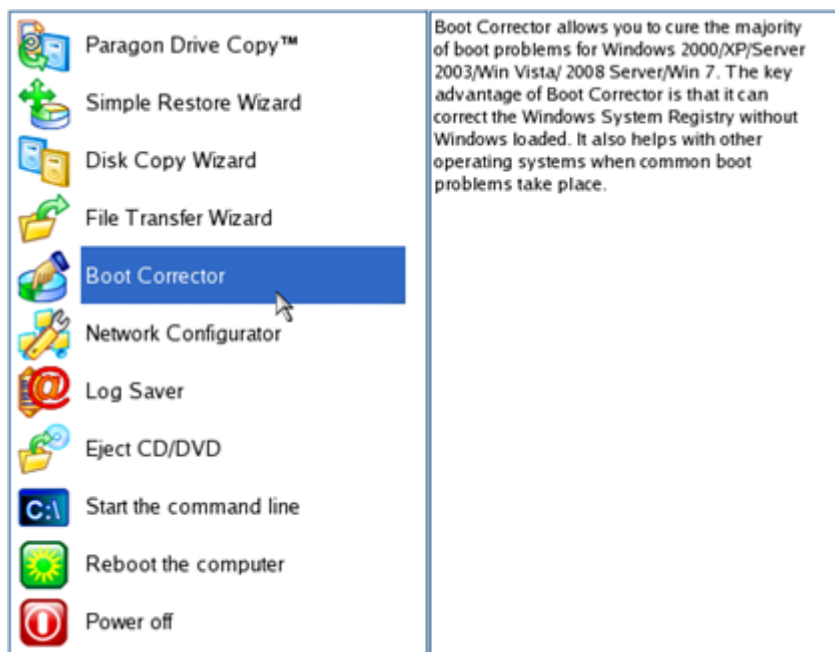 Paragon Drive Copy™
Simple Restore Wizard
Disk Copy Wizard
File Transfer Wizard
Boot Corrector
Network Configurator
Log Saver
Eject CD/DVD
C:\
Start the command line
Reboot the computer
Power off
Boot Corrector allows you to cure the majority
of boot problems for Windows 2000/XP/Server
2003/Win Vista/ 2008 Server/Win 7. The key
advantage of Boot Corrector is that it can
correct the Windows System Registry without
Windows loaded. It also helps with other
operating systems when common boot
problems take place.